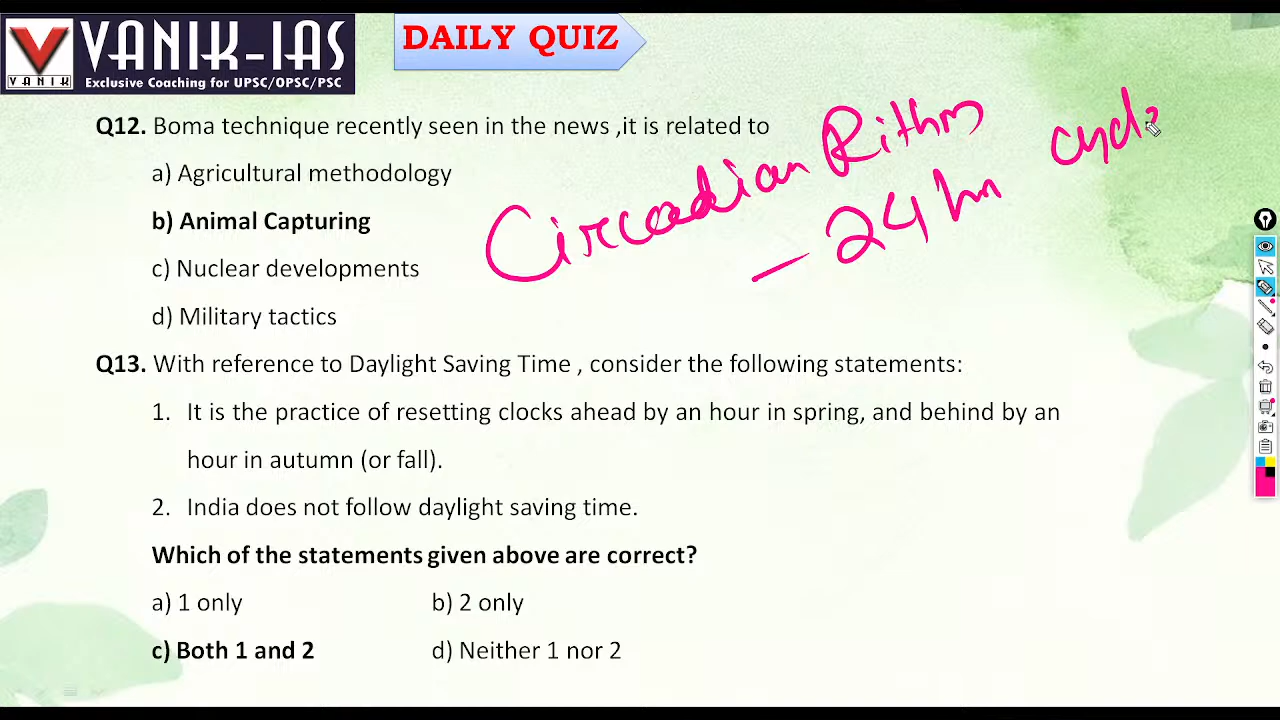 VANIK-IAS
VANIK
Exclusive Coaching for UPSC/OPSC/PSC
DAILY QUIZ
Q12. Boma technique recently seen in the news ,it is related to
a) Agricultural methodology
b) Animal Capturing
c) Nuclear developments
d) Military tactics
Circadian Rithm
– 24 hr
Q13. With reference to Daylight Saving Time , consider the following statements:
1. It is the practice of resetting clocks ahead by an hour in spring, and behind by an
hour in autumn (or fall).
2. India does not follow daylight saving time.
Which of the statements given above are correct?
a) 1 only b) 2 only
c) Both 1 and 2 d) Neither 1 nor 2